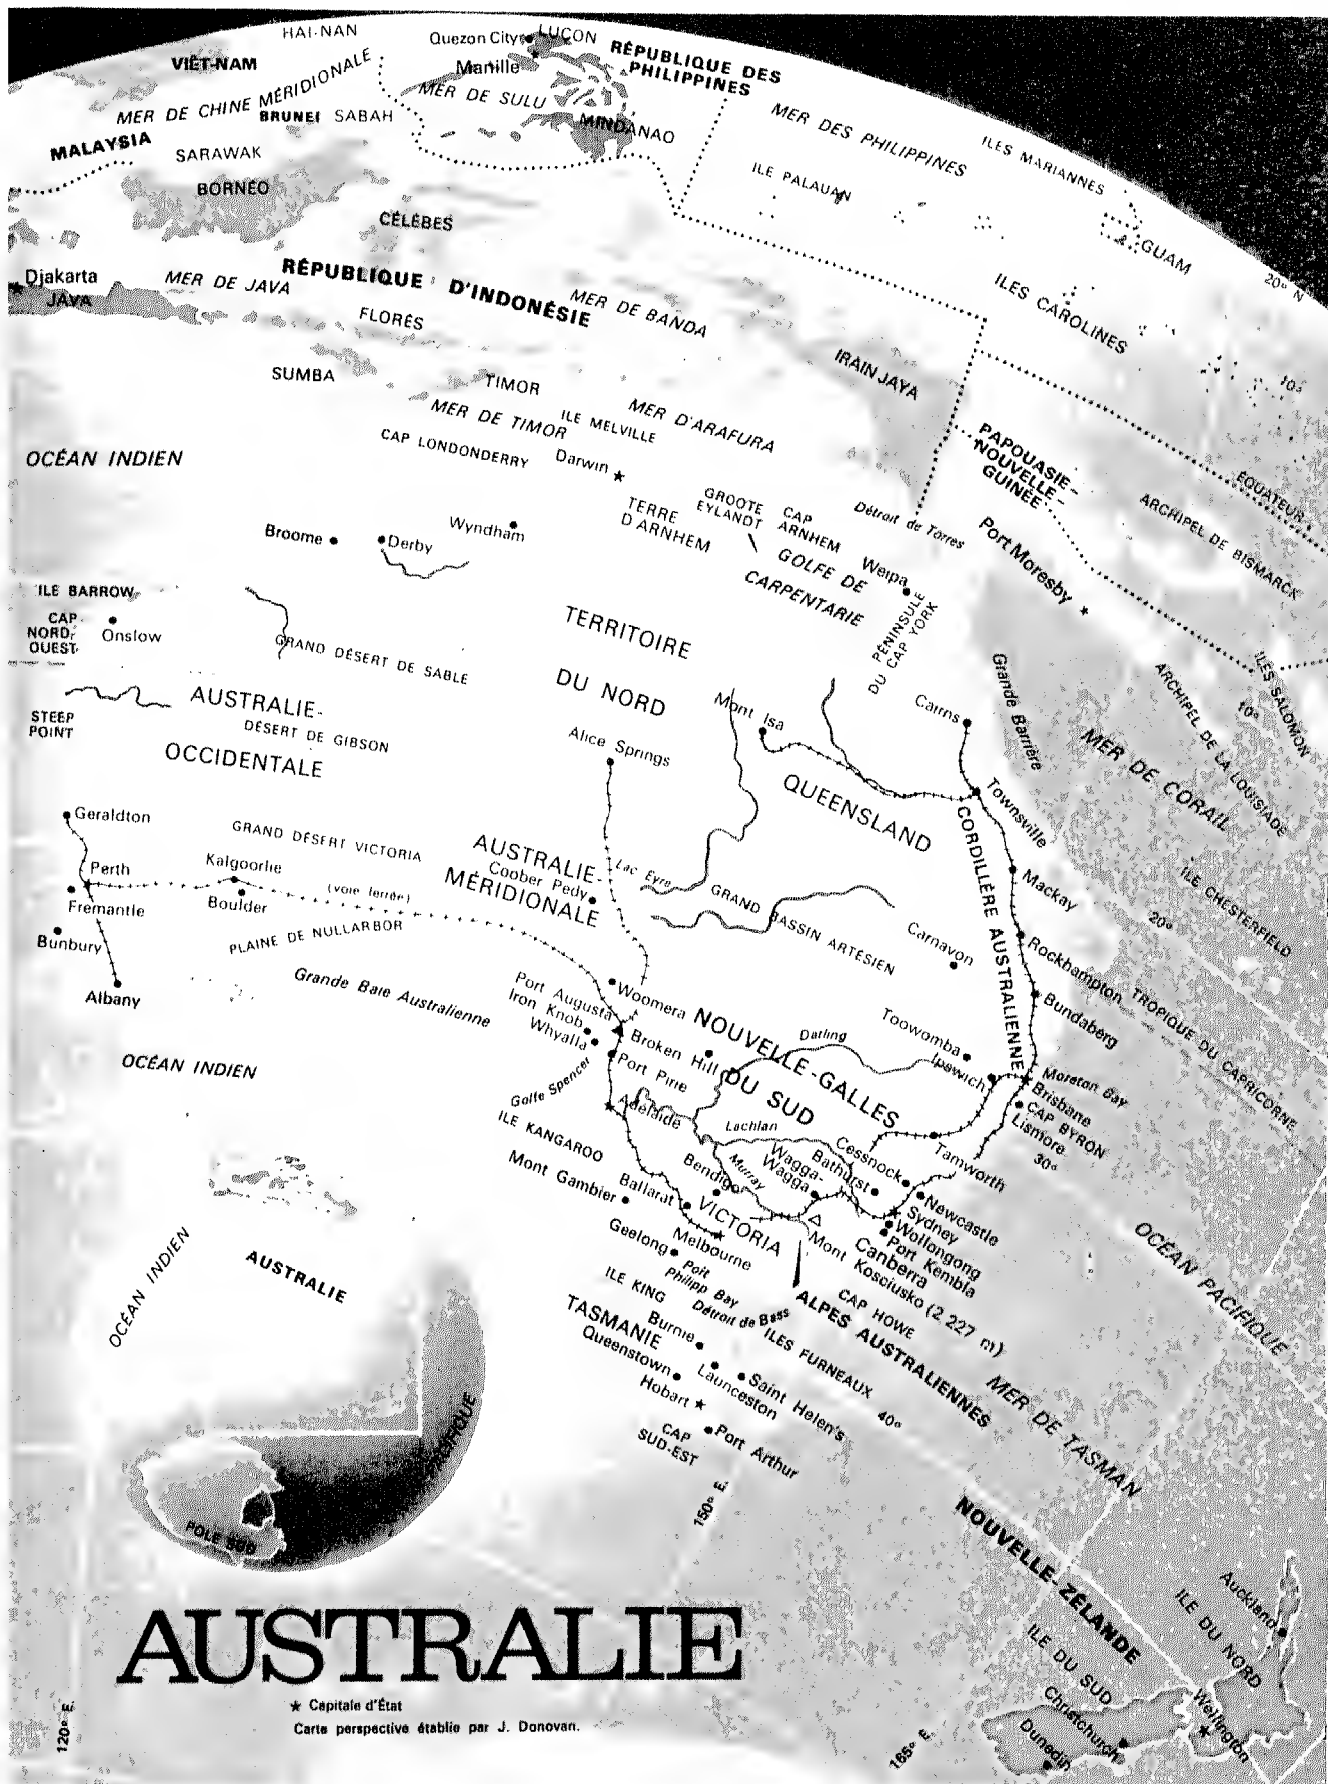 HAI-NAN
Quezon City
LUÇON
RÉPUBLIQUE DES
PHILIPPINES
VIÊT-NAM
Manille
MER DE CHINE MÉRIDIONALE
MER DE SULU
BRUNEI SABAH
MINDANAO
MALAYSIA
SARAWAK
BORNÉO
MER DES PHILIPPINES
ILES MARIANNES
ILE PALAUAN
GUAM
20° N
CÉLÈBES
Djakarta
JAVA
MER DE JAVA
RÉPUBLIQUE D'INDONÉSIE
MER DE BANDA
ILES CAROLINES
FLORÈS
IRAIN JAYA
10°
SUMBA
TIMOR
MER DE TIMOR
ILE MELVILLE
MER D'ARAFURA
CAP LONDONDERRY
Darwin
PAPOUASIE-
NOUVELLE-
GUINÉE
ÉQUATEUR
ARCHIPEL DE BISMARCK
OCÉAN INDIEN
TERRE
D'ARNHEM
GROOTE
EYLANDT
CAP
ARNHEM
Détroit de Torres
Port Moresby
Broome
Derby
Wyndham
GOLFE DE
CARPENTARIE
Weipa
PÉNINSULE
DU CAP YORK
ILE BARROW
CAP
NORD-
OUEST
Onslow
GRAND DÉSERT DE SABLE
TERRITOIRE
DU NORD
Grande Barrière
ARCHIPEL DE LA LOUISIADE
ILES SALOMON
10°
MER DE CORAIL
STEEP
POINT
AUSTRALIE-
OCCIDENTALE
DÉSERT DE GIBSON
Alice Springs
Mont Isa
Cairns
QUEENSLAND
Townsville
CORDILLÈRE AUSTRALIENNE
Geraldton
GRAND DÉSERT VICTORIA
AUSTRALIE-
MÉRIDIONALE
Coober Pedy
Lac Eyre
GRAND BASSIN ARTÉSIEN
Mackay
ILE CHESTERFIELD
20°
Perth
Kalgoorlie
(voie ferrée)
Fremantle
Boulder
Bunbury
PLAINE DE NULLARBOR
Carnavon
Rockhampton
TROPIQUE DU CAPRICORNE
Albany
Grande Baie Australienne
Woomera
Port Augusta
Iron Knob
Whyalla
Bundaberg
Toowomba
Ipswich
OCÉAN INDIEN
Broken Hill
NOUVELLE-GALLES
DU SUD
Darling
Port Pirie
Golfe Spencer
Moreton Bay
Brisbane
CAP BYRON
Lismore
30°
Adelaide
ILE KANGAROO
Lachlan
Murray
Cessnock
Bathurst
Wagga-
Wagga
Tamworth
Mont Gambier
Ballarat
Bendigo
VICTORIA
Newcastle
Sydney
Wollongong
Port Kembla
Canberra
Mont Kosciusko (2 227 m)
Geelong
Melbourne
Port
Philipp Bay
ILE KING
Détroit de Bass
CAP HOWE
ALPES AUSTRALIENNES
OCÉAN PACIFIQUE
TASMANIE
Burnie
Queenstown
ILES FURNEAUX
Launceston
Saint Helen's
Hobart
Port Arthur
CAP
SUD-EST
40°
MER DE TASMAN
150° E.
OCÉAN INDIEN
AUSTRALIE
PACIFIQUE
POLE SUD
NOUVELLE-ZÉLANDE
Auckland
ILE DU NORD
ILE DU SUD
Wellington
Christchurch
Dunedin
AUSTRALIE
★ Capitale d'État
Carte perspective établie par J. Donovan.
120° E.
165° E.